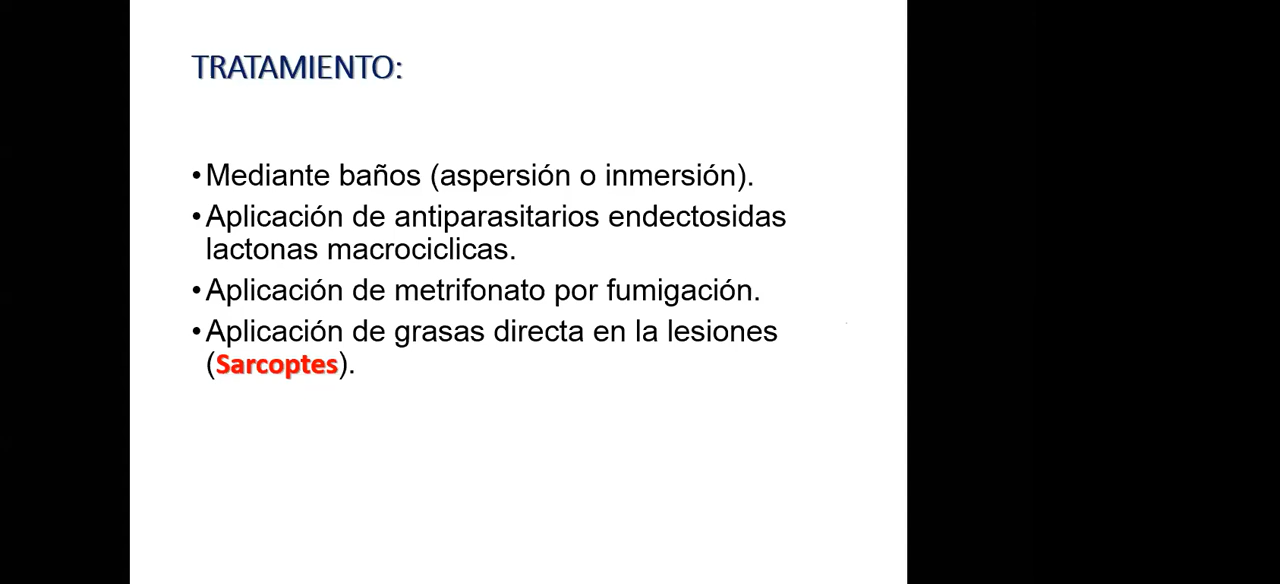 TRATAMIENTO:
•Mediante baños (aspersión o inmersión).
•Aplicación de antiparasitarios endectosidas
lactonas macrociclicas.
•Aplicación de metrifonato por fumigación.
•Aplicación de grasas directa en la lesiones
(Sarcoptes).